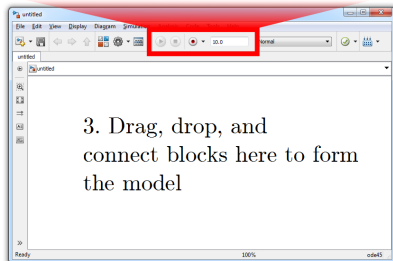 untitled
File Edit View Display Diagram
10.0
Normal
untitled
untitled
3. Drag, drop, and
connect blocks here to form
the model
Ready 100% ode45